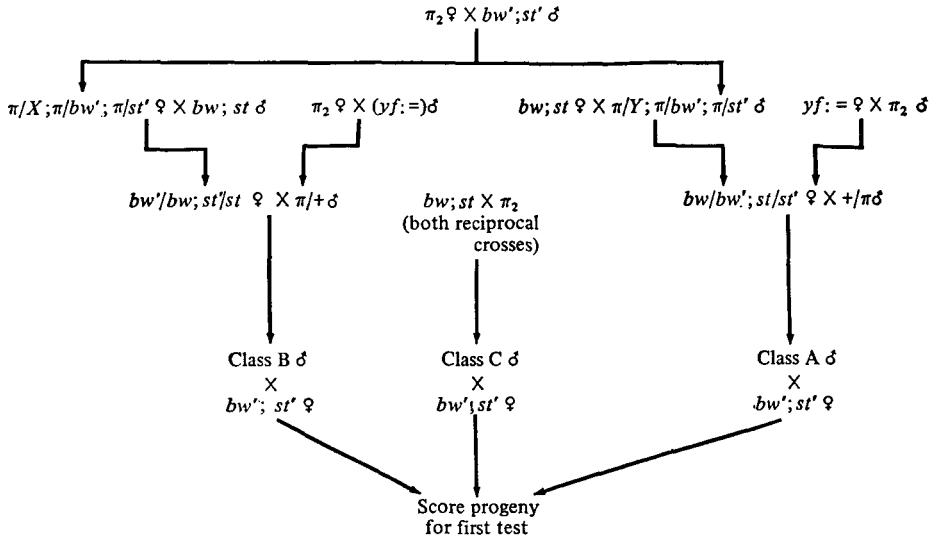 π₂ ♀ X bw';st' ♂
π/X;π/bw'; π/st' ♀ X bw; st ♂
π₂ ♀ X (yf:=)♂
bw;st ♀ X π/Y; π/bw'; π/st' ♂
yf: = ♀ X π₂ ♂
bw'/bw; st'/st ♀ X π/+♂
bw;st X π₂
(both reciprocal
crosses)
bw/bw'; st/st' ♀ X +/π♂
Class B ♂
X
bw'; st' ♀
Class C ♂
X
bw'; st' ♀
Class A ♂
X
bw'; st' ♀
Score progeny
for first test